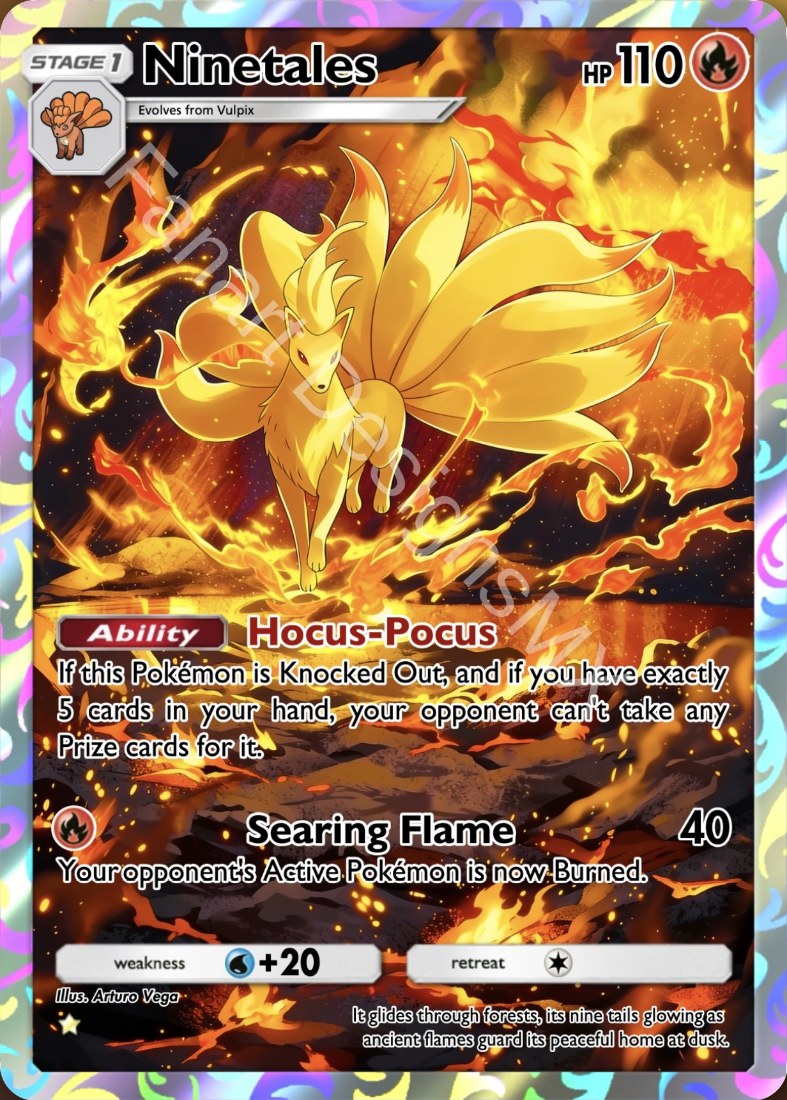 STAGE 1
Ninetales
HP 110
Evolves from Vulpix
Fanart DesignsMX
Ability Hocus-Pocus
If this Pokémon is Knocked Out, and if you have exactly
5 cards in your hand, your opponent can't take any
Prize cards for it.
Searing Flame 40
Your opponent's Active Pokémon is now Burned.
weakness +20 retreat
Illus. Arturo Vega
It glides through forests, its nine tails glowing as
ancient flames guard its peaceful home at dusk.